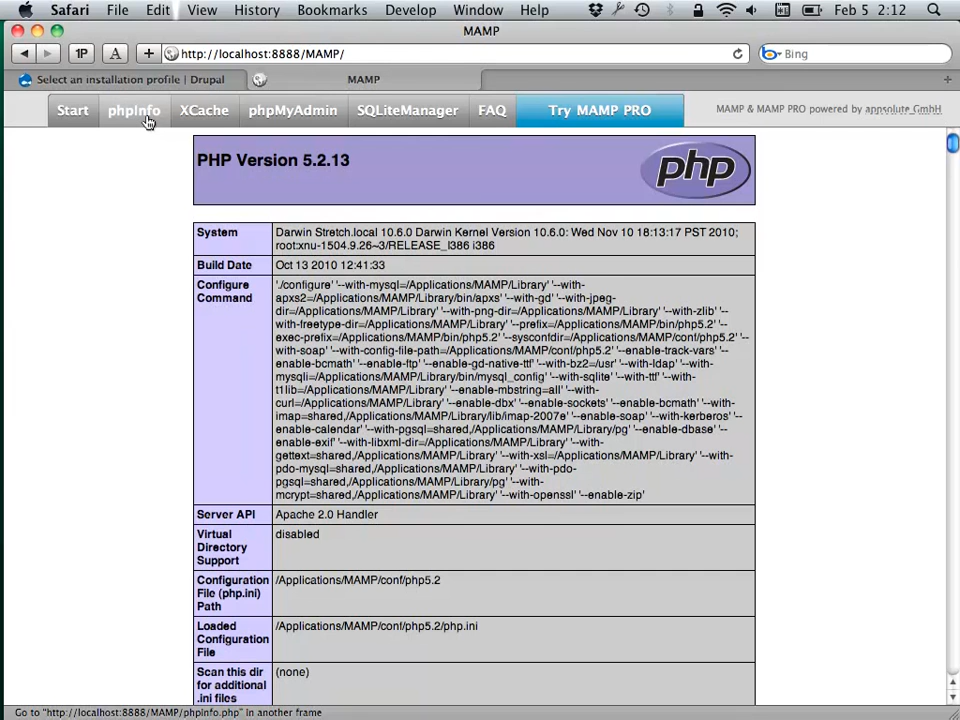 Safari File Edit View History Bookmarks Develop Window Help Feb 5 2:12
MAMP
1P A + http://localhost:8888/MAMP/ Bing
Select an installation profile | Drupal MAMP
Start phpInfo XCache phpMyAdmin SQLiteManager FAQ Try MAMP PRO MAMP & MAMP PRO powered by appsolute GmbH
PHP Version 5.2.13
php
System Darwin Stretch.local 10.6.0 Darwin Kernel Version 10.6.0: Wed Nov 10 18:13:17 PST 2010;
root:xnu-1504.9.26~3/RELEASE_I386 i386
Build Date Oct 13 2010 12:41:33
Configure './configure' '--with-mysql=/Applications/MAMP/Library' '--with-
Command apxs2=/Applications/MAMP/Library/bin/apxs' '--with-gd' '--with-jpeg-
dir=/Applications/MAMP/Library' '--with-png-dir=/Applications/MAMP/Library' '--with-zlib' '--
with-freetype-dir=/Applications/MAMP/Library' '--prefix=/Applications/MAMP/bin/php5.2' '--
exec-prefix=/Applications/MAMP/bin/php5.2' '--sysconfdir=/Applications/MAMP/conf/php5.2' '--
with-soap' '--with-config-file-path=/Applications/MAMP/conf/php5.2' '--enable-track-vars' '--
enable-bcmath' '--enable-ftp' '--enable-gd-native-ttf' '--with-bz2=/usr' '--with-ldap' '--with-
mysqli=/Applications/MAMP/Library/bin/mysql_config' '--with-sqlite' '--with-ttf' '--with-
t1lib=/Applications/MAMP/Library' '--enable-mbstring=all' '--with-
curl=/Applications/MAMP/Library' '--enable-dbx' '--enable-sockets' '--enable-bcmath' '--with-
imap=shared,/Applications/MAMP/Library/lib/imap-2007e' '--enable-soap' '--with-kerberos' '--
enable-calendar' '--with-pgsql=shared,/Applications/MAMP/Library/pg' '--enable-dbase' '--
enable-exif' '--with-libxml-dir=/Applications/MAMP/Library' '--with-
gettext=shared,/Applications/MAMP/Library' '--with-xsl=/Applications/MAMP/Library' '--with-
pdo-mysql=shared,/Applications/MAMP/Library' '--with-pdo-
pgsql=shared,/Applications/MAMP/Library/pg' '--with-
mcrypt=shared,/Applications/MAMP/Library' '--with-openssl' '--enable-zip'
Server API Apache 2.0 Handler
Virtual disabled
Directory
Support
Configuration /Applications/MAMP/conf/php5.2
File (php.ini)
Path
Loaded /Applications/MAMP/conf/php5.2/php.ini
Configuration
File
Scan this dir (none)
for additional
.ini files
Go to "http://localhost:8888/MAMP/phpinfo.php" in another frame